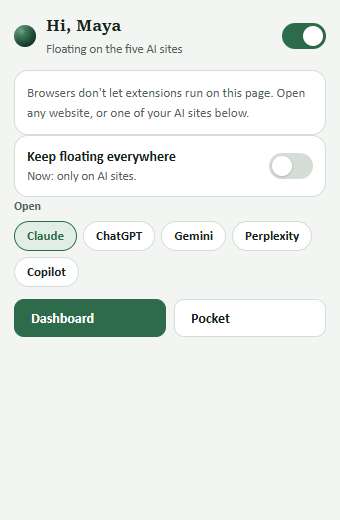 Hi, Maya
Floating on the five AI sites
Browsers don't let extensions run on this page. Open
any website, or one of your AI sites below.
Keep floating everywhere
Now: only on AI sites.
Open
Claude ChatGPT Gemini Perplexity
Copilot
Dashboard Pocket